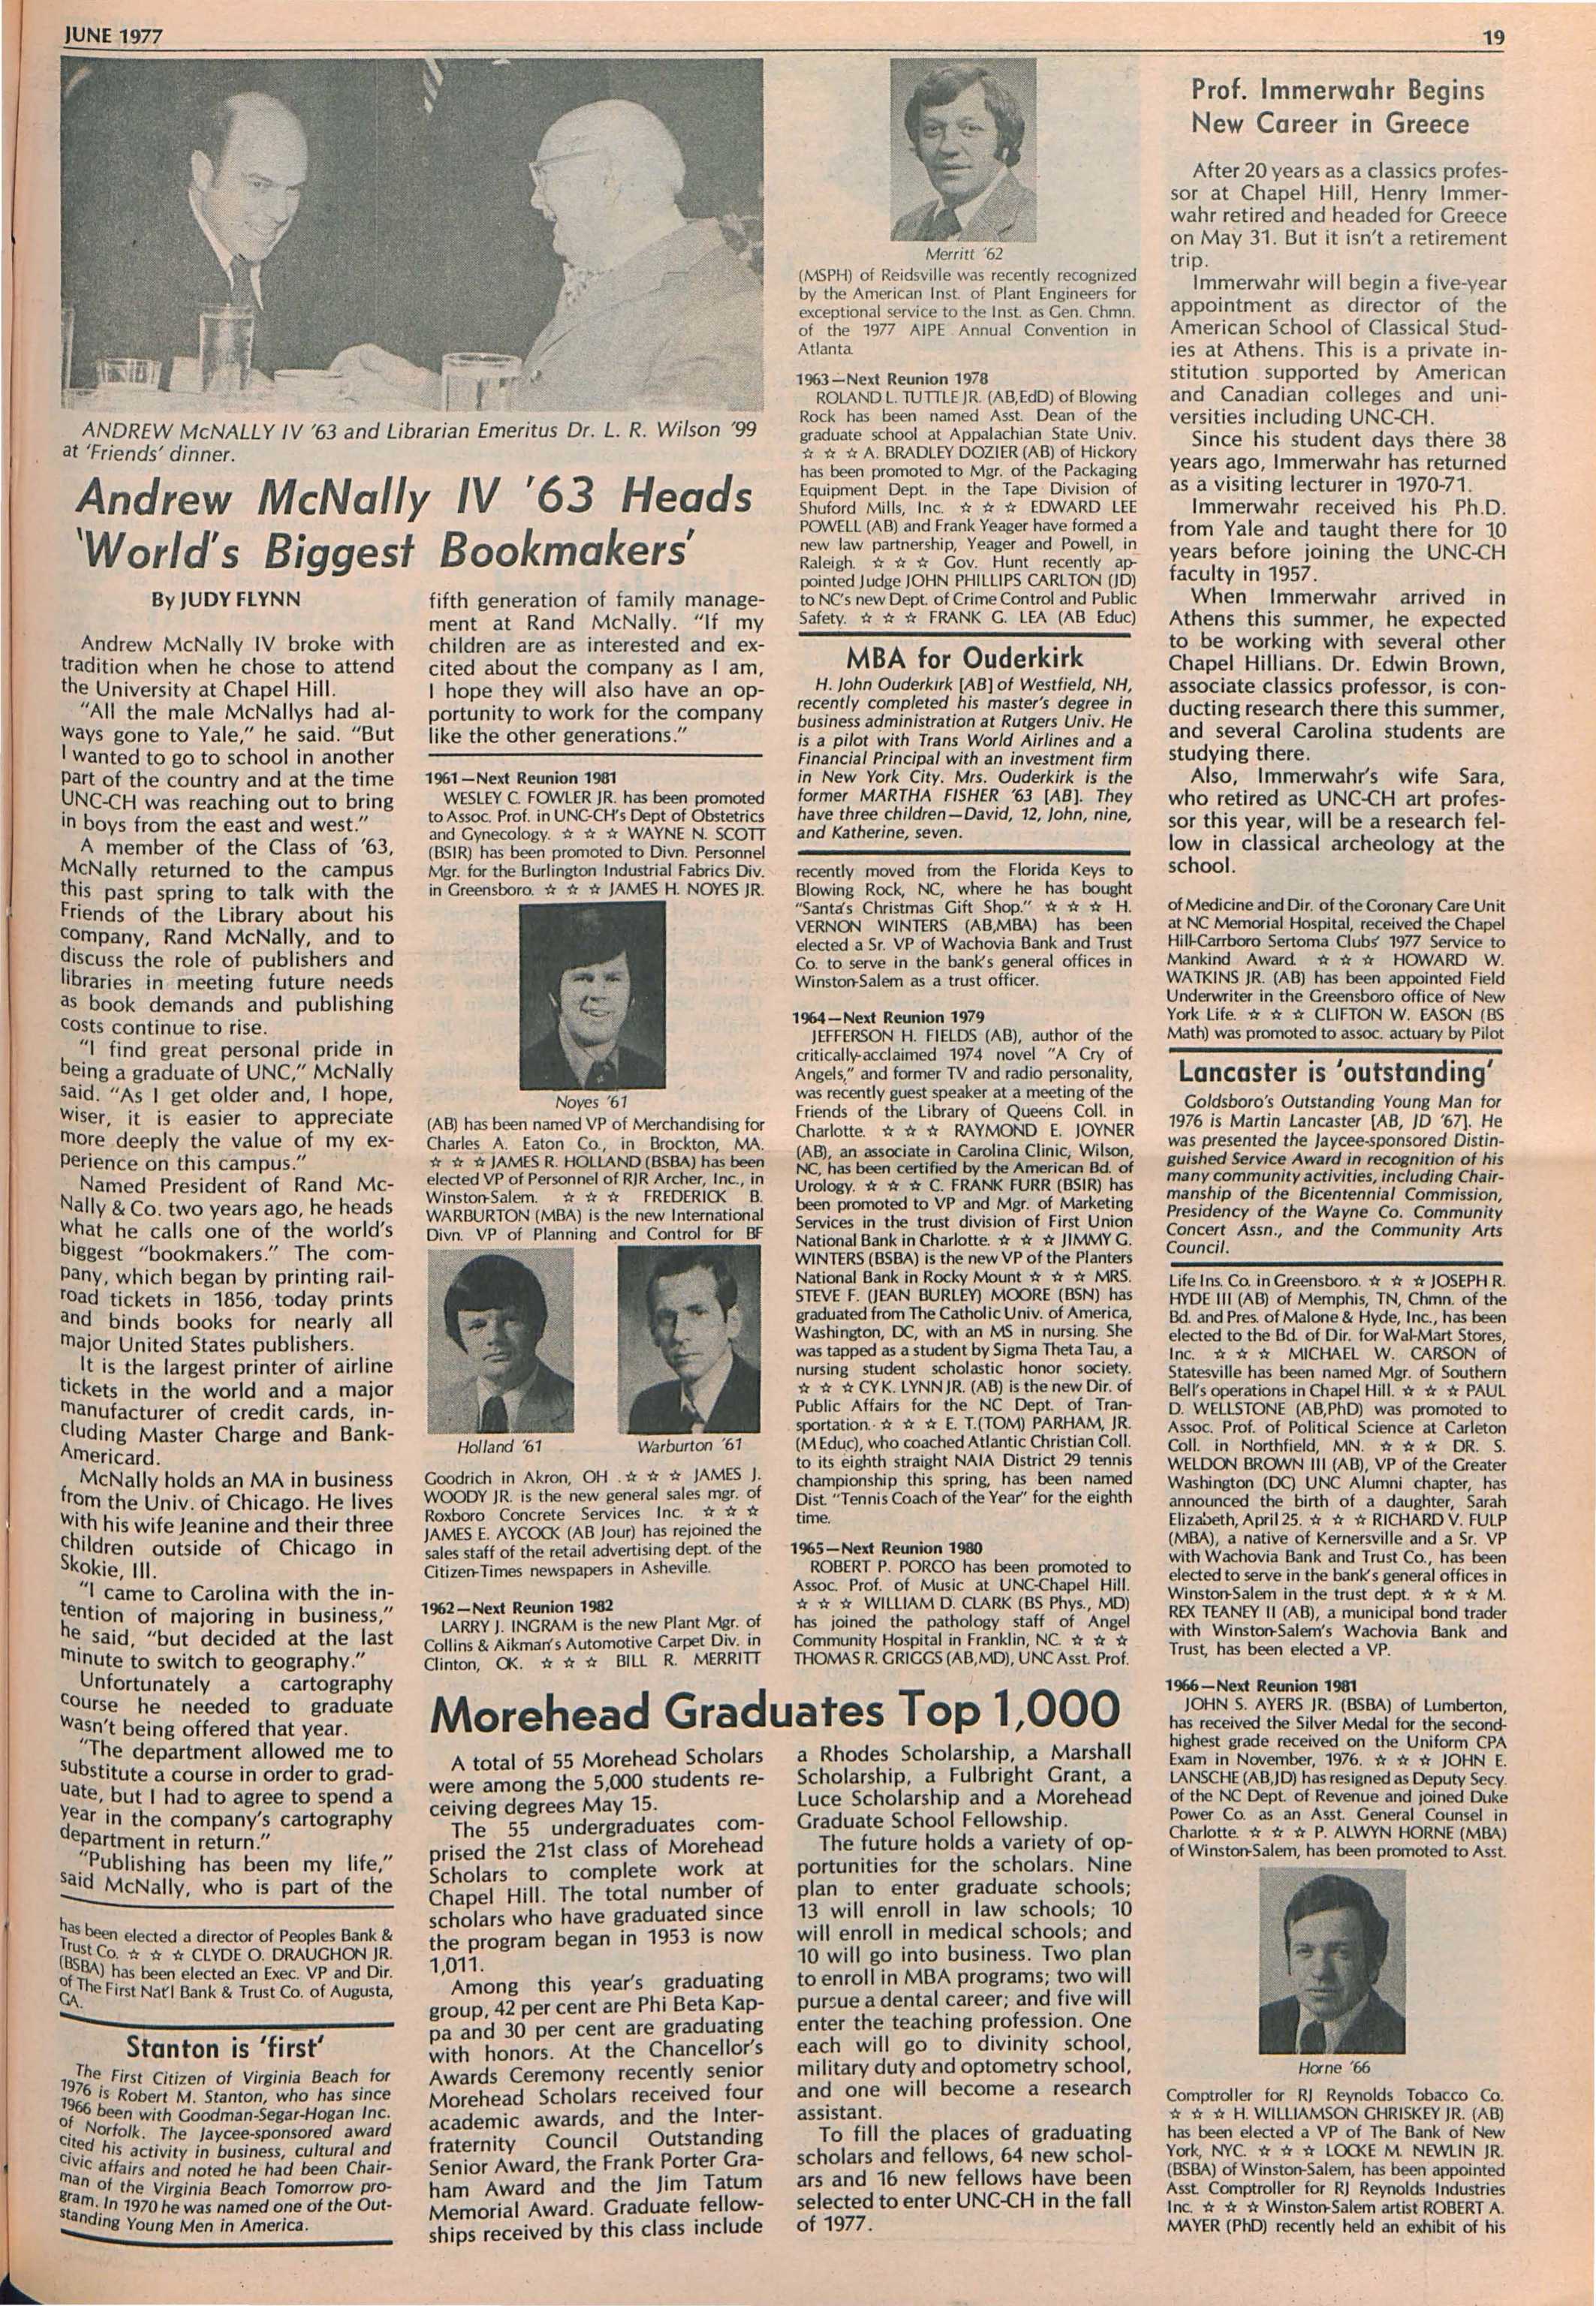 JUNE 1977
19
ANDREW McNALLY IV '63 and Librarian Emeritus Dr. L. R. Wilson '99
at 'Friends' dinner.
Andrew McNally IV '63 Heads
'World's Biggest Bookmakers'
By JUDY FLYNN
Andrew McNally IV broke with
tradition when he chose to attend
the University at Chapel Hill.
"All the male McNallys had al-
ways gone to Yale," he said. "But
I wanted to go to school in another
part of the country and at the time
UNC-CH was reaching out to bring
in boys from the east and west."
A member of the Class of '63,
McNally returned to the campus
this past spring to talk with the
Friends of the Library about his
company, Rand McNally, and to
discuss the role of publishers and
libraries in meeting future needs
as book demands and publishing
costs continue to rise.
"I find great personal pride in
being a graduate of UNC," McNally
said. "As I get older and, I hope,
wiser, it is easier to appreciate
more deeply the value of my ex-
perience on this campus."
Named President of Rand Mc-
Nally & Co. two years ago, he heads
what he calls one of the world's
biggest "bookmakers." The com-
pany, which began by printing rail-
road tickets in 1856, today prints
and binds books for nearly all
major United States publishers.
It is the largest printer of airline
tickets in the world and a major
manufacturer of credit cards, in-
cluding Master Charge and Bank-
Americard.
McNally holds an MA in business
from the Univ. of Chicago. He lives
with his wife Jeanine and their three
children outside of Chicago in
Skokie, Ill.
"I came to Carolina with the in-
tention of majoring in business,"
he said, "but decided at the last
minute to switch to geography."
Unfortunately a cartography
course he needed to graduate
wasn't being offered that year.
"The department allowed me to
substitute a course in order to grad-
uate, but I had to agree to spend a
year in the company's cartography
department in return."
"Publishing has been my life,"
said McNally, who is part of the
fifth generation of family manage-
ment at Rand McNally. "If my
children are as interested and ex-
cited about the company as I am,
I hope they will also have an op-
portunity to work for the company
like the other generations."
has been elected a director of Peoples Bank &
Trust Co. ☆ ☆ ☆ CLYDE O. DRAUGHON JR.
(BSBA) has been elected an Exec. VP and Dir.
of The First Nat'l Bank & Trust Co. of Augusta,
GA.
Stanton is 'first'
The First Citizen of Virginia Beach for
1976 is Robert M. Stanton, who has since
1966 been with Goodman-Segar-Hogan Inc.
of Norfolk. The Jaycee-sponsored award
cited his activity in business, cultural and
civic affairs and noted he had been Chair-
man of the Virginia Beach Tomorrow pro-
gram. In 1970 he was named one of the Out-
standing Young Men in America.
1961—Next Reunion 1981
WESLEY C. FOWLER JR. has been promoted
to Assoc. Prof. in UNC-CH's Dept of Obstetrics
and Gynecology. ☆ ☆ ☆ WAYNE N. SCOTT
(BSIR) has been promoted to Divn. Personnel
Mgr. for the Burlington Industrial Fabrics Div.
in Greensboro. ☆ ☆ ☆ JAMES H. NOYES JR.
Noyes '61
(AB) has been named VP of Merchandising for
Charles A. Eaton Co., in Brockton, MA.
☆ ☆ ☆ JAMES R. HOLLAND (BSBA) has been
elected VP of Personnel of RJR Archer, Inc., in
Winston-Salem. ☆ ☆ ☆ FREDERICK B.
WARBURTON (MBA) is the new International
Divn. VP of Planning and Control for BF
Holland '61
Warburton '61
Goodrich in Akron, OH . ☆ ☆ ☆ JAMES J.
WOODY JR. is the new general sales mgr. of
Roxboro Concrete Services Inc. ☆ ☆ ☆
JAMES E. AYCOCK (AB Jour) has rejoined the
sales staff of the retail advertising dept. of the
Citizen-Times newspapers in Asheville.
1962—Next Reunion 1982
LARRY J. INGRAM is the new Plant Mgr. of
Collins & Aikman's Automotive Carpet Div. in
Clinton, OK. ☆ ☆ ☆ BILL R. MERRITT
Merritt '62
(MSPH) of Reidsville was recently recognized
by the American Inst. of Plant Engineers for
exceptional service to the Inst. as Gen. Chmn.
of the 1977 AIPE Annual Convention in
Atlanta.
1963—Next Reunion 1978
ROLAND L. TUTTLE JR. (AB,EdD) of Blowing
Rock has been named Asst. Dean of the
graduate school at Appalachian State Univ.
☆ ☆ ☆ A. BRADLEY DOZIER (AB) of Hickory
has been promoted to Mgr. of the Packaging
Equipment Dept. in the Tape Division of
Shuford Mills, Inc. ☆ ☆ ☆ EDWARD LEE
POWELL (AB) and Frank Yeager have formed a
new law partnership, Yeager and Powell, in
Raleigh. ☆ ☆ ☆ Gov. Hunt recently ap-
pointed Judge JOHN PHILLIPS CARLTON (JD)
to NC's new Dept. of Crime Control and Public
Safety. ☆ ☆ ☆ FRANK G. LEA (AB Educ)
MBA for Ouderkirk
H. John Ouderkirk [AB] of Westfield, NH,
recently completed his master's degree in
business administration at Rutgers Univ. He
is a pilot with Trans World Airlines and a
Financial Principal with an investment firm
in New York City. Mrs. Ouderkirk is the
former MARTHA FISHER '63 [AB]. They
have three children—David, 12, John, nine,
and Katherine, seven.
recently moved from the Florida Keys to
Blowing Rock, NC, where he has bought
"Santa's Christmas Gift Shop." ☆ ☆ ☆ H.
VERNON WINTERS (AB,MBA) has been
elected a Sr. VP of Wachovia Bank and Trust
Co. to serve in the bank's general offices in
Winston-Salem as a trust officer.
1964—Next Reunion 1979
JEFFERSON H. FIELDS (AB), author of the
critically-acclaimed 1974 novel "A Cry of
Angels," and former TV and radio personality,
was recently guest speaker at a meeting of the
Friends of the Library of Queens Coll. in
Charlotte. ☆ ☆ ☆ RAYMOND E. JOYNER
(AB), an associate in Carolina Clinic, Wilson,
NC, has been certified by the American Bd. of
Urology. ☆ ☆ ☆ C. FRANK FURR (BSIR) has
been promoted to VP and Mgr. of Marketing
Services in the trust division of First Union
National Bank in Charlotte. ☆ ☆ ☆ JIMMY G.
WINTERS (BSBA) is the new VP of the Planters
National Bank in Rocky Mount ☆ ☆ ☆ MRS.
STEVE F. (JEAN BURLEY) MOORE (BSN) has
graduated from The Catholic Univ. of America,
Washington, DC, with an MS in nursing. She
was tapped as a student by Sigma Theta Tau, a
nursing student scholastic honor society.
☆ ☆ ☆ CY K. LYNN JR. (AB) is the new Dir. of
Public Affairs for the NC Dept. of Tran-
sportation. ☆ ☆ ☆ E. T.(TOM) PARHAM, JR.
(M Educ), who coached Atlantic Christian Coll.
to its eighth straight NAIA District 29 tennis
championship this spring, has been named
Dist. "Tennis Coach of the Year" for the eighth
time.
1965—Next Reunion 1980
ROBERT P. PORCO has been promoted to
Assoc. Prof. of Music at UNC-Chapel Hill.
☆ ☆ ☆ WILLIAM D. CLARK (BS Phys., MD)
has joined the pathology staff of Angel
Community Hospital in Franklin, NC. ☆ ☆ ☆
THOMAS R. GRIGGS (AB,MD), UNC Asst. Prof.
Morehead Graduates Top 1,000
A total of 55 Morehead Scholars
were among the 5,000 students re-
ceiving degrees May 15.
The 55 undergraduates com-
prised the 21st class of Morehead
Scholars to complete work at
Chapel Hill. The total number of
scholars who have graduated since
the program began in 1953 is now
1,011.
Among this year's graduating
group, 42 per cent are Phi Beta Kap-
pa and 30 per cent are graduating
with honors. At the Chancellor's
Awards Ceremony recently senior
Morehead Scholars received four
academic awards, and the Inter-
fraternity Council Outstanding
Senior Award, the Frank Porter Gra-
ham Award and the Jim Tatum
Memorial Award. Graduate fellow-
ships received by this class include
a Rhodes Scholarship, a Marshall
Scholarship, a Fulbright Grant, a
Luce Scholarship and a Morehead
Graduate School Fellowship.
The future holds a variety of op-
portunities for the scholars. Nine
plan to enter graduate schools;
13 will enroll in law schools; 10
will enroll in medical schools; and
10 will go into business. Two plan
to enroll in MBA programs; two will
pursue a dental career; and five will
enter the teaching profession. One
each will go to divinity school,
military duty and optometry school,
and one will become a research
assistant.
To fill the places of graduating
scholars and fellows, 64 new schol-
ars and 16 new fellows have been
selected to enter UNC-CH in the fall
of 1977.
Prof. Immerwahr Begins
New Career in Greece
After 20 years as a classics profes-
sor at Chapel Hill, Henry Immer-
wahr retired and headed for Greece
on May 31. But it isn't a retirement
trip.
Immerwahr will begin a five-year
appointment as director of the
American School of Classical Stud-
ies at Athens. This is a private in-
stitution supported by American
and Canadian colleges and uni-
versities including UNC-CH.
Since his student days there 38
years ago, Immerwahr has returned
as a visiting lecturer in 1970-71.
Immerwahr received his Ph.D.
from Yale and taught there for 10
years before joining the UNC-CH
faculty in 1957.
When Immerwahr arrived in
Athens this summer, he expected
to be working with several other
Chapel Hillians. Dr. Edwin Brown,
associate classics professor, is con-
ducting research there this summer,
and several Carolina students are
studying there.
Also, Immerwahr's wife Sara,
who retired as UNC-CH art profes-
sor this year, will be a research fel-
low in classical archeology at the
school.
of Medicine and Dir. of the Coronary Care Unit
at NC Memorial Hospital, received the Chapel
Hill-Carrboro Sertoma Clubs' 1977 Service to
Mankind Award. ☆ ☆ ☆ HOWARD W.
WATKINS JR. (AB) has been appointed Field
Underwriter in the Greensboro office of New
York Life. ☆ ☆ ☆ CLIFTON W. EASON (BS
Math) was promoted to assoc. actuary by Pilot
Lancaster is 'outstanding'
Goldsboro's Outstanding Young Man for
1976 is Martin Lancaster [AB, JD '67]. He
was presented the Jaycee-sponsored Distin-
guished Service Award in recognition of his
many community activities, including Chair-
manship of the Bicentennial Commission,
Presidency of the Wayne Co. Community
Concert Assn., and the Community Arts
Council.
Life Ins. Co. in Greensboro. ☆ ☆ ☆ JOSEPH R.
HYDE III (AB) of Memphis, TN, Chmn. of the
Bd. and Pres. of Malone & Hyde, Inc., has been
elected to the Bd. of Dir. for Wal-Mart Stores,
Inc. ☆ ☆ ☆ MICHAEL W. CARSON of
Statesville has been named Mgr. of Southern
Bell's operations in Chapel Hill. ☆ ☆ ☆ PAUL
D. WELLSTONE (AB,PhD) was promoted to
Assoc. Prof. of Political Science at Carleton
Coll. in Northfield, MN. ☆ ☆ ☆ DR. S.
WELDON BROWN III (AB), VP of the Greater
Washington (DC) UNC Alumni chapter, has
announced the birth of a daughter, Sarah
Elizabeth, April 25. ☆ ☆ ☆ RICHARD V. FULP
(MBA), a native of Kernersville and a Sr. VP
with Wachovia Bank and Trust Co., has been
elected to serve in the bank's general offices in
Winston-Salem in the trust dept. ☆ ☆ ☆ M.
REX TEANEY II (AB), a municipal bond trader
with Winston-Salem's Wachovia Bank and
Trust, has been elected a VP.
1966—Next Reunion 1981
JOHN S. AYERS JR. (BSBA) of Lumberton,
has received the Silver Medal for the second-
highest grade received on the Uniform CPA
Exam in November, 1976. ☆ ☆ ☆ JOHN E.
LANSCHE (AB,JD) has resigned as Deputy Secy.
of the NC Dept. of Revenue and joined Duke
Power Co. as an Asst. General Counsel in
Charlotte. ☆ ☆ ☆ P. ALWYN HORNE (MBA)
of Winston-Salem, has been promoted to Asst.
Horne '66
Comptroller for RJ Reynolds Tobacco Co.
☆ ☆ ☆ H. WILLIAMSON GHRISKEY JR. (AB)
has been elected a VP of The Bank of New
York, NYC. ☆ ☆ ☆ LOCKE M. NEWLIN JR.
(BSBA) of Winston-Salem, has been appointed
Asst. Comptroller for RJ Reynolds Industries
Inc. ☆ ☆ ☆ Winston-Salem artist ROBERT A.
MAYER (PhD) recently held an exhibit of his